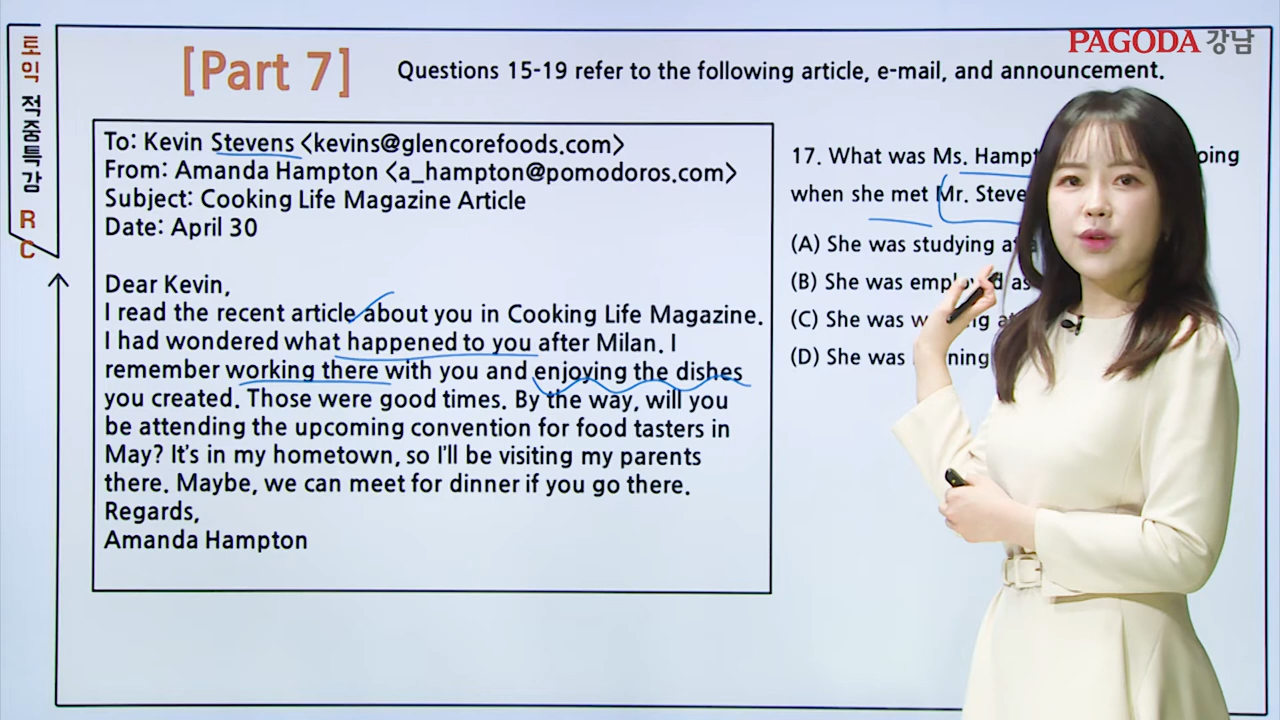 PAGODA 강남
토익 적중특강 RC
[Part 7]
Questions 15-19 refer to the following article, e-mail, and announcement.
To: Kevin Stevens <kevins@glencorefoods.com>
From: Amanda Hampton <a_hampton@pomodoros.com>
Subject: Cooking Life Magazine Article
Date: April 30
Dear Kevin,
I read the recent article about you in Cooking Life Magazine.
I had wondered what happened to you after Milan. I
remember working there with you and enjoying the dishes
you created. Those were good times. By the way, will you
be attending the upcoming convention for food tasters in
May? It's in my hometown, so I'll be visiting my parents
there. Maybe, we can meet for dinner if you go there.
Regards,
Amanda Hampton
17. What was Ms.
when she met Mr.
(A) She was studying
(B) She was
(C) She was
(D) She was